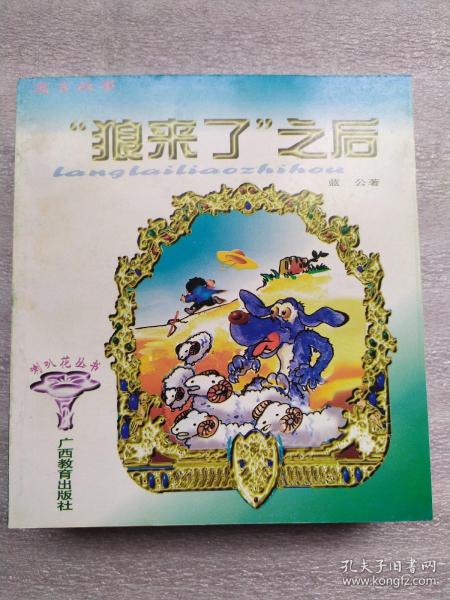 寓言故事
“狼来了”之后
Langlailiaozhihou
蓝 公著
喇叭花丛书
广西教育出版社
孔夫子旧书网
www.kongfz.com